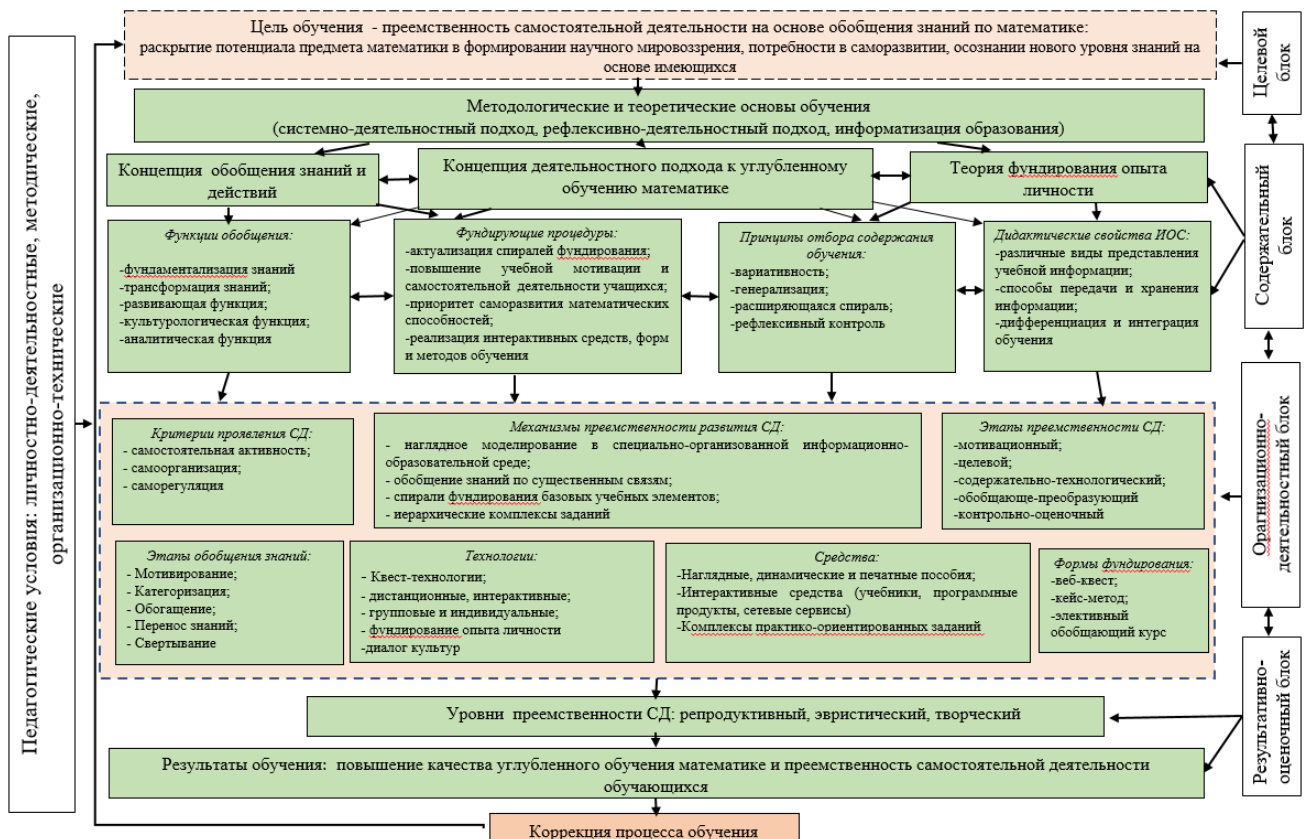 Цель обучения - преемственность самостоятельной деятельности на основе обобщения знаний по математике:
раскрытие потенциала предмета математики в формировании научного мировоззрения, потребности в саморазвитии, осознании нового уровня знаний на
основе имеющихся
Целевой
блок
Педагогические условия: личностно-деятельностные, методические,
организационно-технические
Методологические и теоретические основы обучения
(системно-деятельностный подход, рефлексивно-деятельностный подход, информатизация образования)
Концепция обобщения знаний и
действий
Концепция деятельностного подхода к углубленному
обучению математике
Теория фундирования опыта
личности
Содержательный
блок
Функции обобщения:
-фундаментализация знаний
-трансформация знаний;
-развивающая функция;
-культурологическая функция;
-аналитическая функция
Фундирующие процедуры:
-актуализация спиралей фундирования;
-повышение учебной мотивации и
самостоятельной деятельности учащихся;
-приоритет саморазвития математических
способностей;
-реализация интерактивных средств, форм
и методов обучения
Принципы отбора содержания
обучения:
-вариативность;
-генерализация;
-расширяющаяся спираль;
-рефлексивный контроль
Дидактические свойства ИОС:
-различные виды представления
учебной информации;
-способы передачи и хранения
информации;
-дифференциация и интеграция
обучения
Критерии проявления СД:
- самостоятельная активность;
- самоорганизация;
- саморегуляция
Механизмы преемственности развития СД:
- наглядное моделирование в специально-организованной информационно-
образовательной среде;
- обобщение знаний по существенным связям;
- спирали фундирования базовых учебных элементов;
- иерархические комплексы заданий
Этапы преемственности СД:
-мотивационный;
-целевой;
-содержательно-технологический;
-обобщающе-преобразующий
-контрольно-оценочный
Орагнизационно-
деятельностный блок
Этапы обобщения знаний:
- Мотивирование;
- Категоризация;
- Обогащение;
- Перенос знаний;
- Свертывание
Технологии:
- Квест-технологии;
- дистанционные, интерактивные;
- групповые и индивидуальные;
- фундирование опыта личности
-диалог культур
Средства:
-Наглядные, динамические и печатные пособия;
-Интерактивные средства (учебники, программные
продукты, сетевые сервисы)
-Комплексы практико-ориентированных заданий
Формы фундирования:
-веб-квест;
-кейс-метод;
-элективный
обобщающий курс
Уровни преемственности СД: репродуктивный, эвристический, творческий
Результативно-
оценочный блок
Результаты обучения: повышение качества углубленного обучения математике и преемственность самостоятельной деятельности
обучающихся
Коррекция процесса обучения